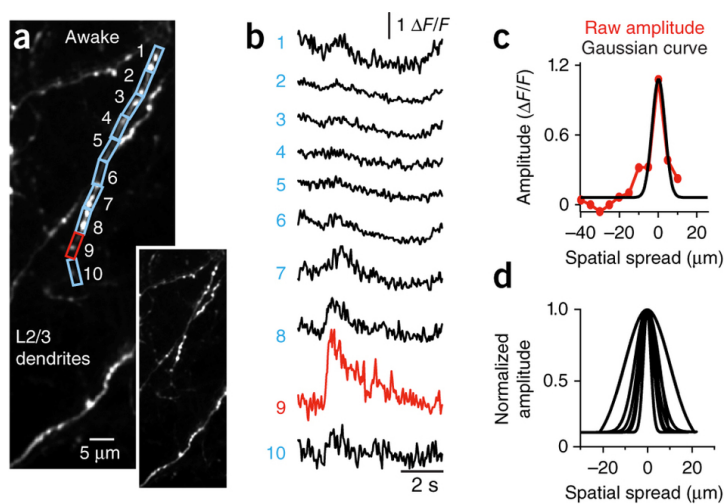 a
Awake
1
2
3
4
5
6
7
8
9
10
L2/3
dendrites
5 μm
b
1 ΔF/F
1
2
3
4
5
6
7
8
9
10
2 s
c
Raw amplitude
Gaussian curve
Amplitude (ΔF/F)
1.2
0.6
0
−40 −20 0 20
Spatial spread (μm)
d
Normalized
amplitude
1.0
0.5
0
−20 0 20
Spatial spread (μm)